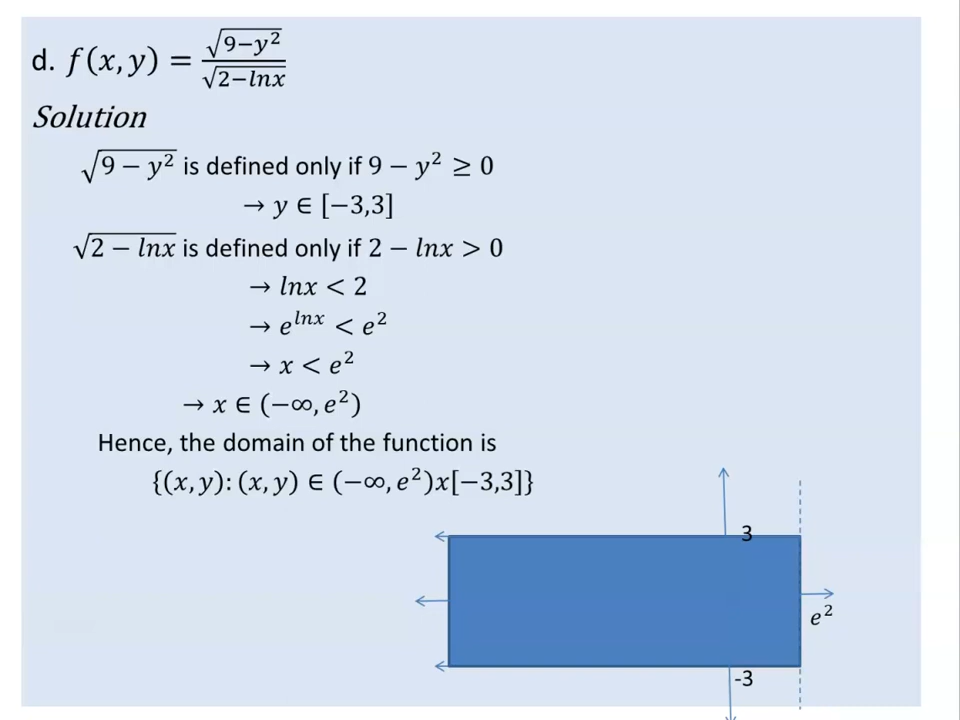 d. f(x, y) = √(9−y²) / √(2−lnx)
Solution
√(9 − y²) is defined only if 9 − y² ≥ 0
→ y ∈ [−3,3]
√(2 − lnx) is defined only if 2 − lnx > 0
→ lnx < 2
→ e^(lnx) < e²
→ x < e²
→ x ∈ (−∞, e²)
Hence, the domain of the function is
{(x, y): (x, y) ∈ (−∞, e²)x[−3,3]}
3
e²
-3